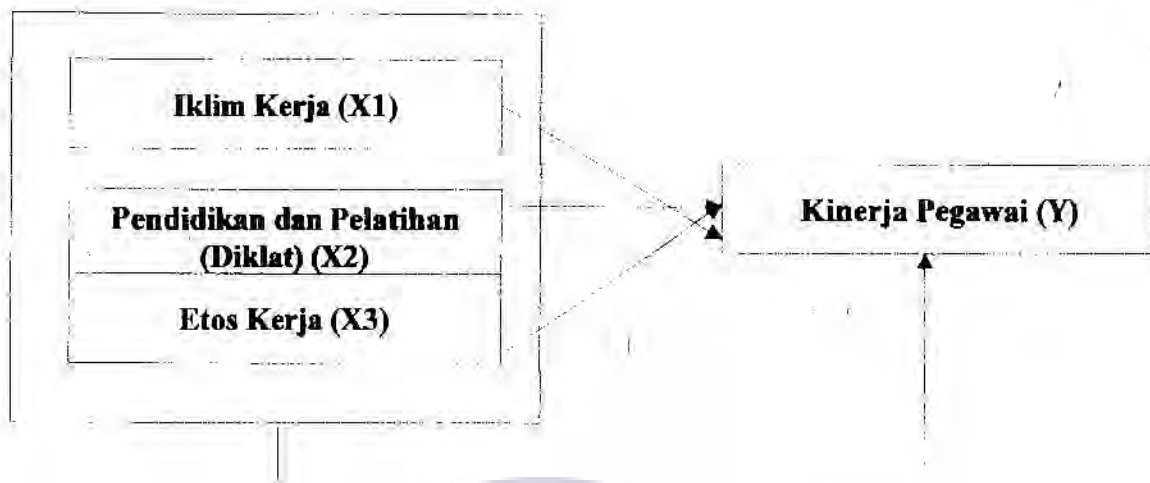 Iklim Kerja (X1)
Pendidikan dan Pelatihan
(Diklat) (X2)
Etos Kerja (X3)
Kinerja Pegawai (Y)